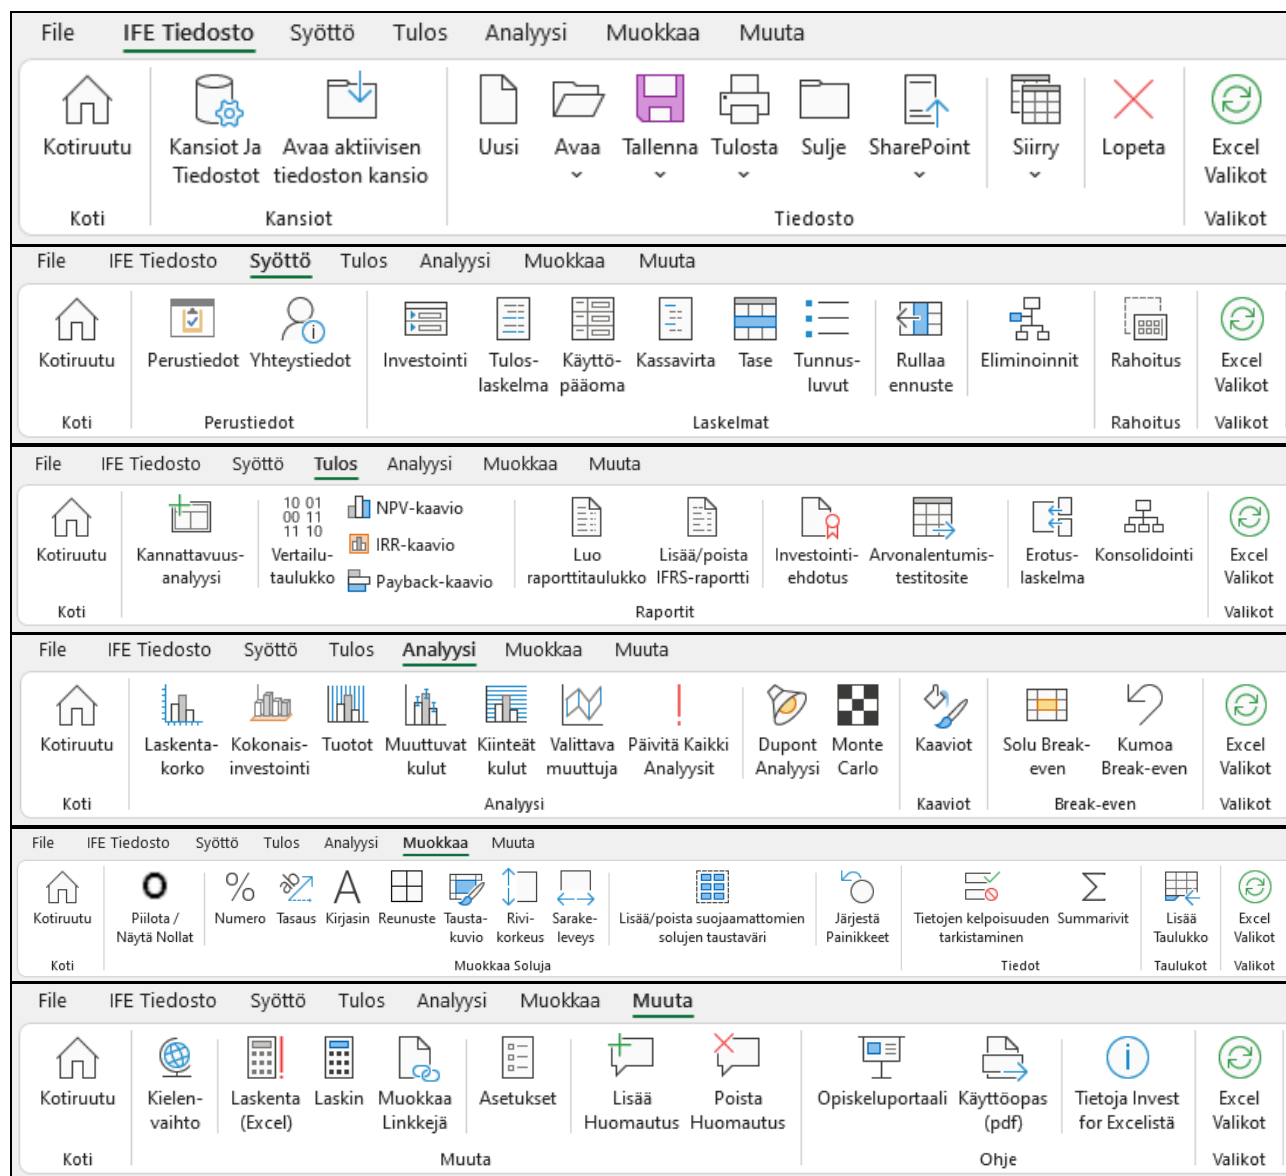 File IFE Tiedosto Syöttö Tulos Analyysi Muokkaa Muuta
Kotiruutu Kansiot Ja Avaa aktiivisen Uusi Avaa Tallenna Tulosta Sulje SharePoint Siirry Lopeta Excel
Tiedostot tiedoston kansio Valikot
Koti Kansiot Tiedosto Valikot
File IFE Tiedosto Syöttö Tulos Analyysi Muokkaa Muuta
Kotiruutu Perustiedot Yhteystiedot Investointi Tulos- Käyttö- Kassavirta Tase Tunnus- Rullaa Eliminoinnit Rahoitus Excel
laskelma pääoma luvut ennuste Valikot
Koti Perustiedot Laskelmat Rahoitus Valikot
File IFE Tiedosto Syöttö Tulos Analyysi Muokkaa Muuta
10 01
00 11
11 10
NPV-kaavio
IRR-kaavio
Payback-kaavio
Kotiruutu Kannattavuus- Vertailu- Luo Lisää/poista Investointi- Arvonalentumis- Erotus- Konsolidointi Excel
analyysi taulukko raporttitaulukko IFRS-raportti ehdotus testitosite laskelma Valikot
Koti Raportit Valikot
File IFE Tiedosto Syöttö Tulos Analyysi Muokkaa Muuta
Kotiruutu Laskenta- Kokonais- Tuotot Muuttuvat Kiinteät Valittava Päivitä Kaikki Dupont Monte Kaaviot Solu Break- Kumoa Excel
korko investointi kulut kulut muuttuja Analyysit Analyysi Carlo even Break-even Valikot
Koti Analyysi Kaaviot Break-even Valikot
File IFE Tiedosto Syöttö Tulos Analyysi Muokkaa Muuta
Kotiruutu Piilota / Numero Tasaus Kirjasin Reunuste Tausta- Rivi- Sarake- Lisää/poista suojaamattomien Järjestä Tietojen kelpoisuuden Summarivit Lisää Excel
Näytä Nollat kuvio korkeus leveys solujen taustaväri Painikkeet tarkistaminen Taulukko Valikot
Koti Muokkaa Soluja Tiedot Taulukot Valikot
File IFE Tiedosto Syöttö Tulos Analyysi Muokkaa Muuta
Kotiruutu Kielen- Laskenta Laskin Muokkaa Asetukset Lisää Poista Opiskeluportaali Käyttöopas Tietoja Invest Excel
vaihto (Excel) Linkkejä Huomautus Huomautus (pdf) for Excelistä Valikot
Koti Muuta Ohje Valikot